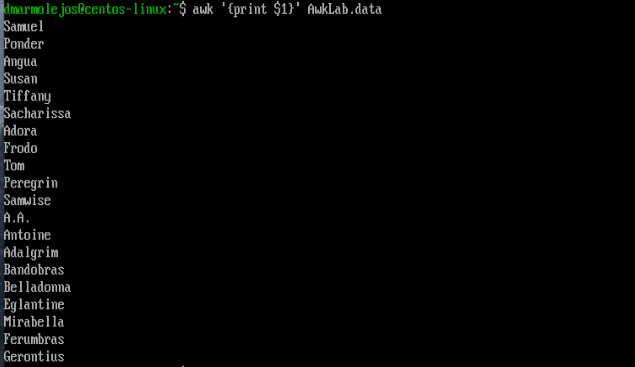 dmarmolejos@centos-linux:~$ awk '{print $1}' AwkLab.data
Samuel
Ponder
Angua
Susan
Tiffany
Sacharissa
Adora
Frodo
Tom
Peregrin
Samwise
A.A.
Antoine
Adalgrim
Bandobras
Belladonna
Eglantine
Mirabella
Ferumbras
Gerontius